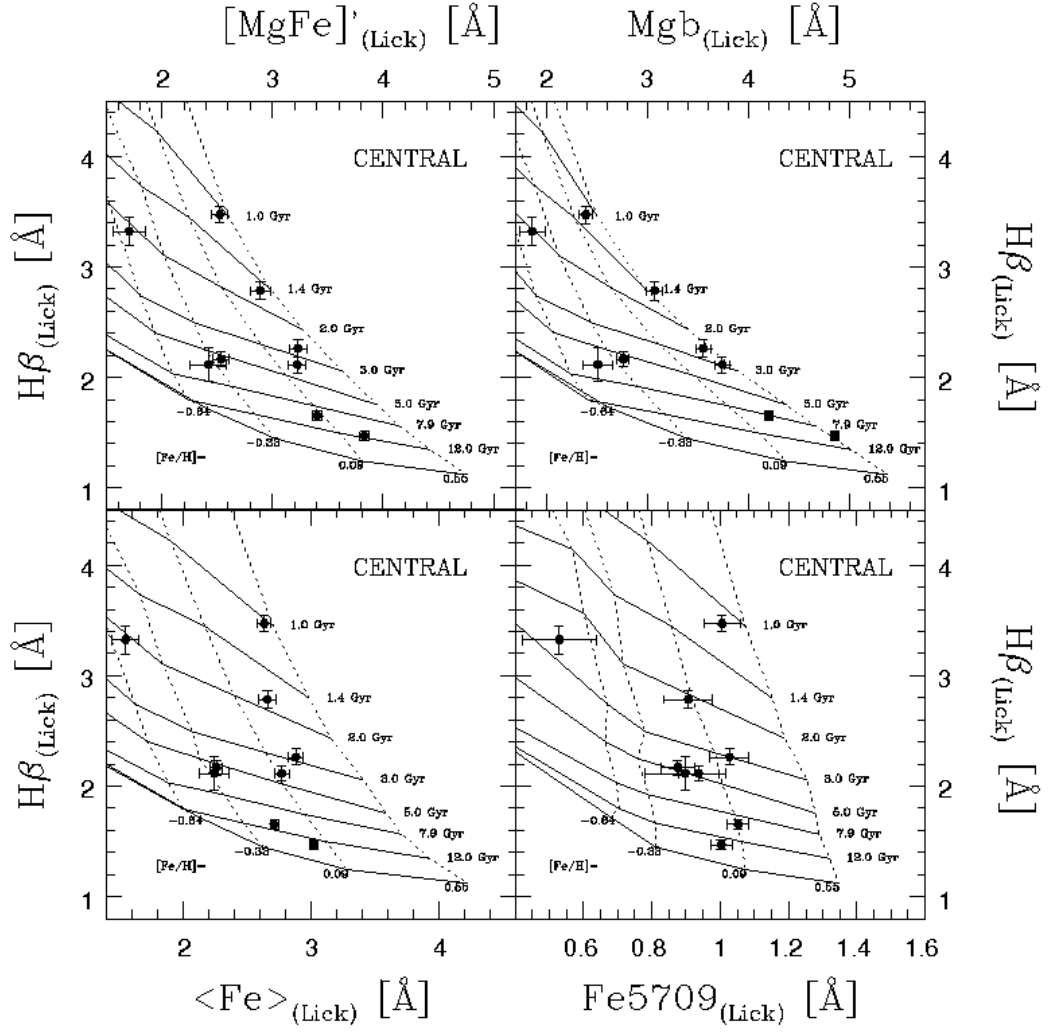 [MgFe]'(Lick) [Å]
Mgb(Lick) [Å]
2 3 4 5
2 3 4 5
CENTRAL
CENTRAL
Hβ(Lick) [Å]
4
3
2
1
1.0 Gyr
1.4 Gyr
2.0 Gyr
3.0 Gyr
5.0 Gyr
7.9 Gyr
12.0 Gyr
-0.64
-0.33
0.09
0.55
[Fe/H]-
1.0 Gyr
1.4 Gyr
2.0 Gyr
3.0 Gyr
5.0 Gyr
7.9 Gyr
12.0 Gyr
-0.64
-0.33
0.09
0.55
[Fe/H]-
4
3
2
1
Hβ(Lick) [Å]
CENTRAL
CENTRAL
Hβ(Lick) [Å]
4
3
2
1
1.0 Gyr
1.4 Gyr
2.0 Gyr
3.0 Gyr
5.0 Gyr
7.9 Gyr
12.0 Gyr
-0.64
-0.33
0.09
0.55
[Fe/H]-
1.0 Gyr
1.4 Gyr
2.0 Gyr
3.0 Gyr
5.0 Gyr
7.9 Gyr
12.0 Gyr
-0.64
-0.33
0.09
0.55
[Fe/H]-
4
3
2
1
Hβ(Lick) [Å]
2 3 4
0.6 0.8 1 1.2 1.4 1.6
<Fe>(Lick) [Å]
Fe5709(Lick) [Å]